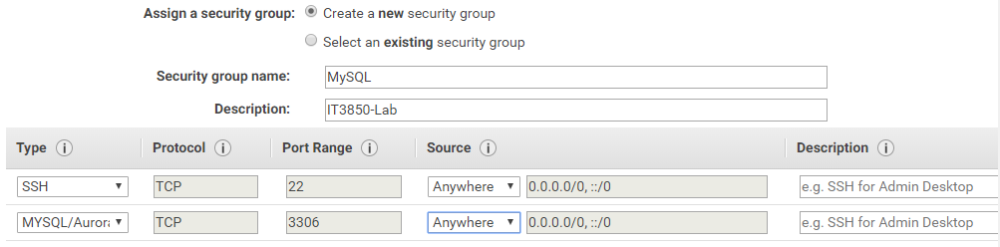 Assign a security group: Create a new security group
Select an existing security group
Security group name: MySQL
Description: IT3850-Lab
Type i Protocol i Port Range i Source i Description i
SSH TCP 22 Anywhere 0.0.0.0/0, ::/0 e.g. SSH for Admin Desktop
MYSQL/Aurora TCP 3306 Anywhere 0.0.0.0/0, ::/0 e.g. SSH for Admin Desktop